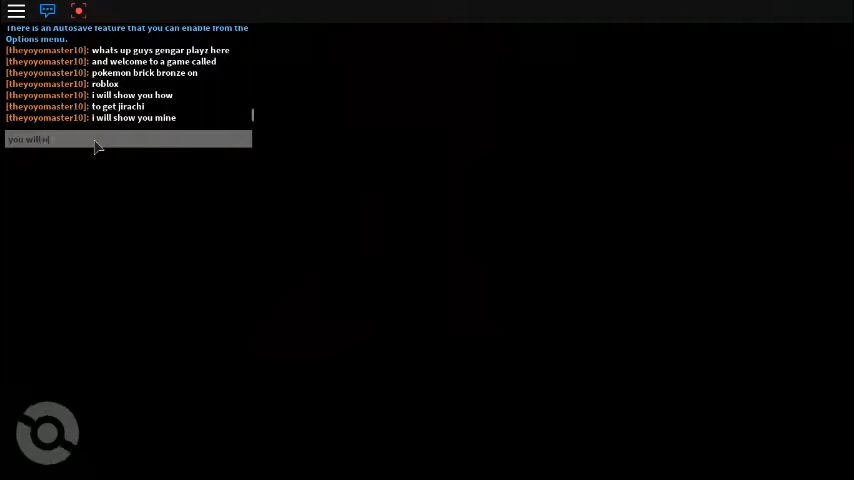 There is an Autosave feature that you can enable from the
Options menu.
[theyoyomaster10]: whats up guys gengar playz here
[theyoyomaster10]: and welcome to a game called
[theyoyomaster10]: pokemon brick bronze on
[theyoyomaster10]: roblox
[theyoyomaster10]: i will show you how
[theyoyomaster10]: to get jirachi
[theyoyomaster10]: i will show you mine
you will